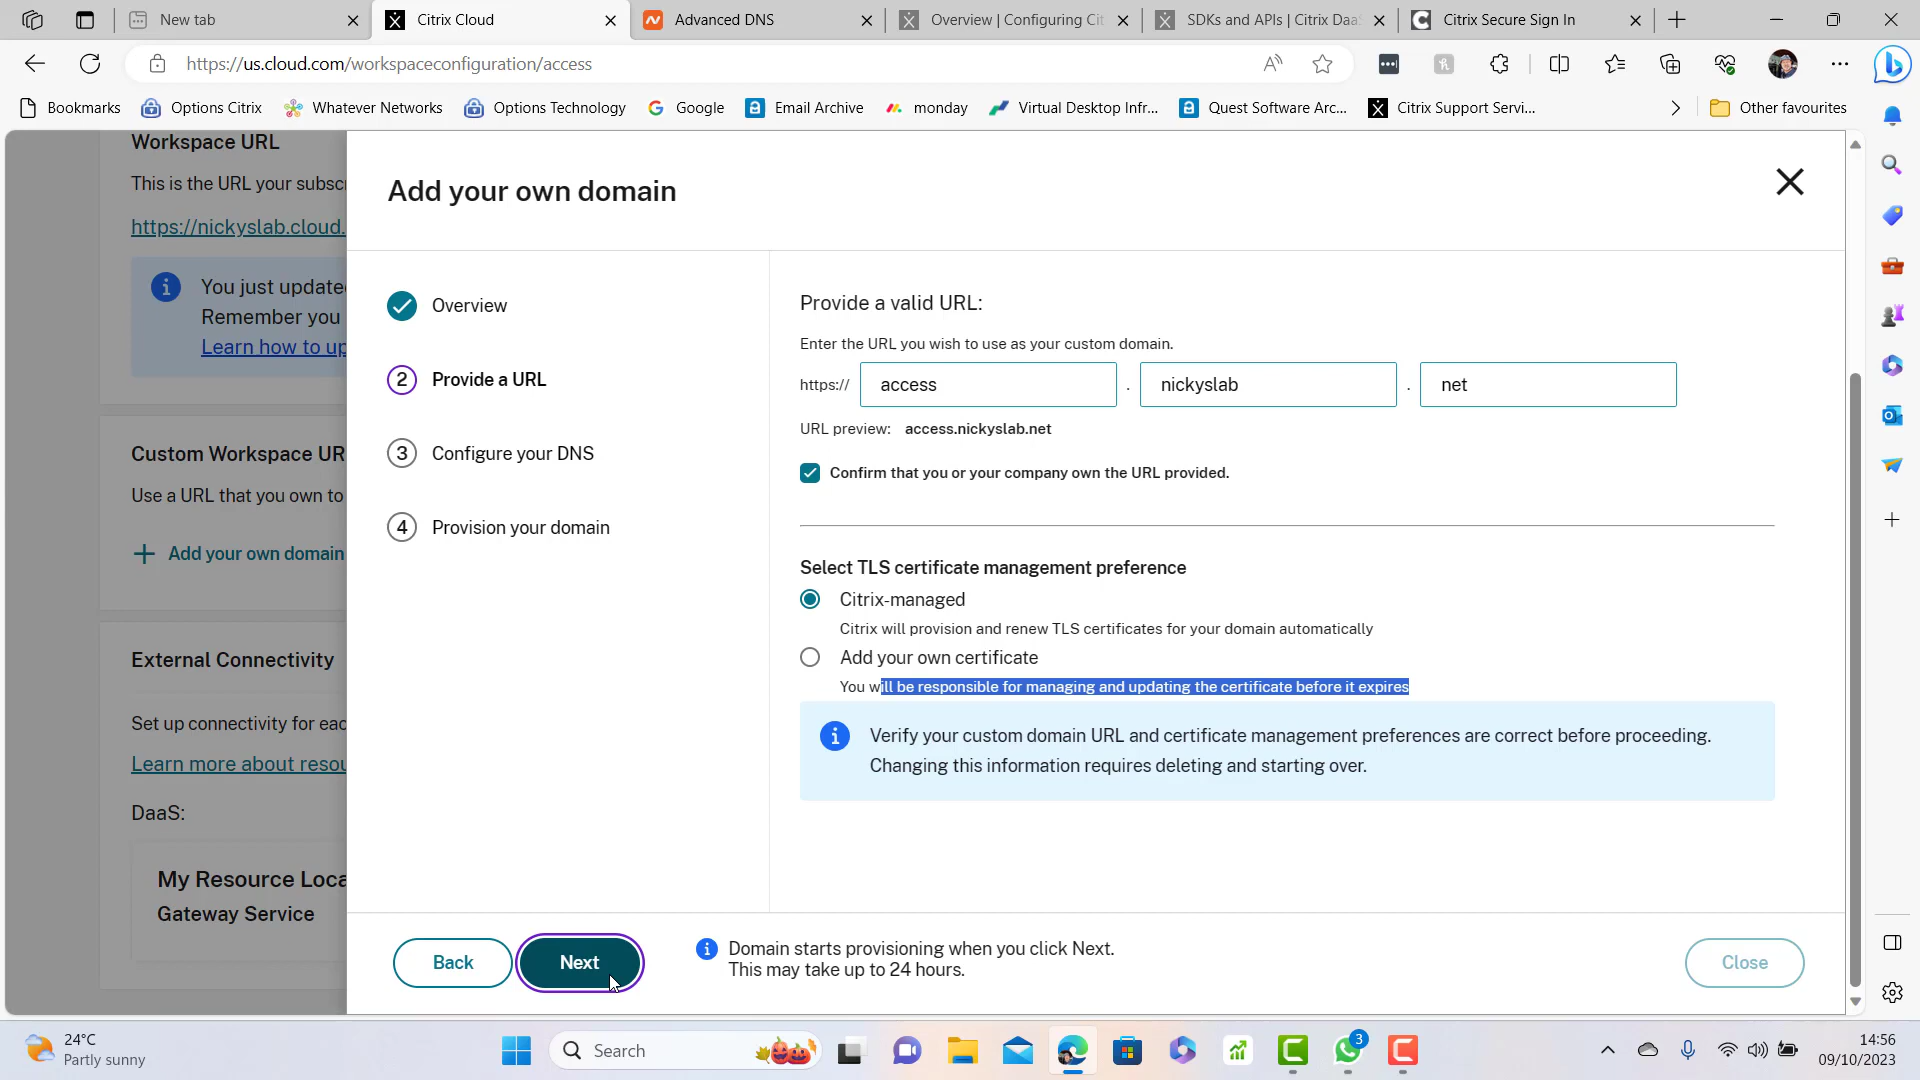 New tab
Citrix Cloud
Advanced DNS
Overview | Configuring Cit
SDKs and APIs | Citrix Daa
Citrix Secure Sign In
https://us.cloud.com/workspaceconfiguration/access
Bookmarks
Options Citrix
Whatever Networks
Options Technology
Google
Email Archive
monday
Virtual Desktop Infr...
Quest Software Arc...
Citrix Support Servi...
Other favourites
Workspace URL
This is the URL your subsc
https://nickyslab.cloud.
You just update
Remember you
Learn how to up
Custom Workspace UR
Use a URL that you own to
Add your own domain
External Connectivity
Set up connectivity for eac
Learn more about resou
DaaS:
My Resource Loca
Gateway Service
Add your own domain
Overview
2 Provide a URL
3 Configure your DNS
4 Provision your domain
Provide a valid URL:
Enter the URL you wish to use as your custom domain.
https:// access . nickyslab . net
URL preview: access.nickyslab.net
Confirm that you or your company own the URL provided.
Select TLS certificate management preference
Citrix-managed
Citrix will provision and renew TLS certificates for your domain automatically
Add your own certificate
You will be responsible for managing and updating the certificate before it expires
Verify your custom domain URL and certificate management preferences are correct before proceeding.
Changing this information requires deleting and starting over.
Back
Next
Domain starts provisioning when you click Next.
This may take up to 24 hours.
Close
24°C
Partly sunny
Search
3
14:56
09/10/2023